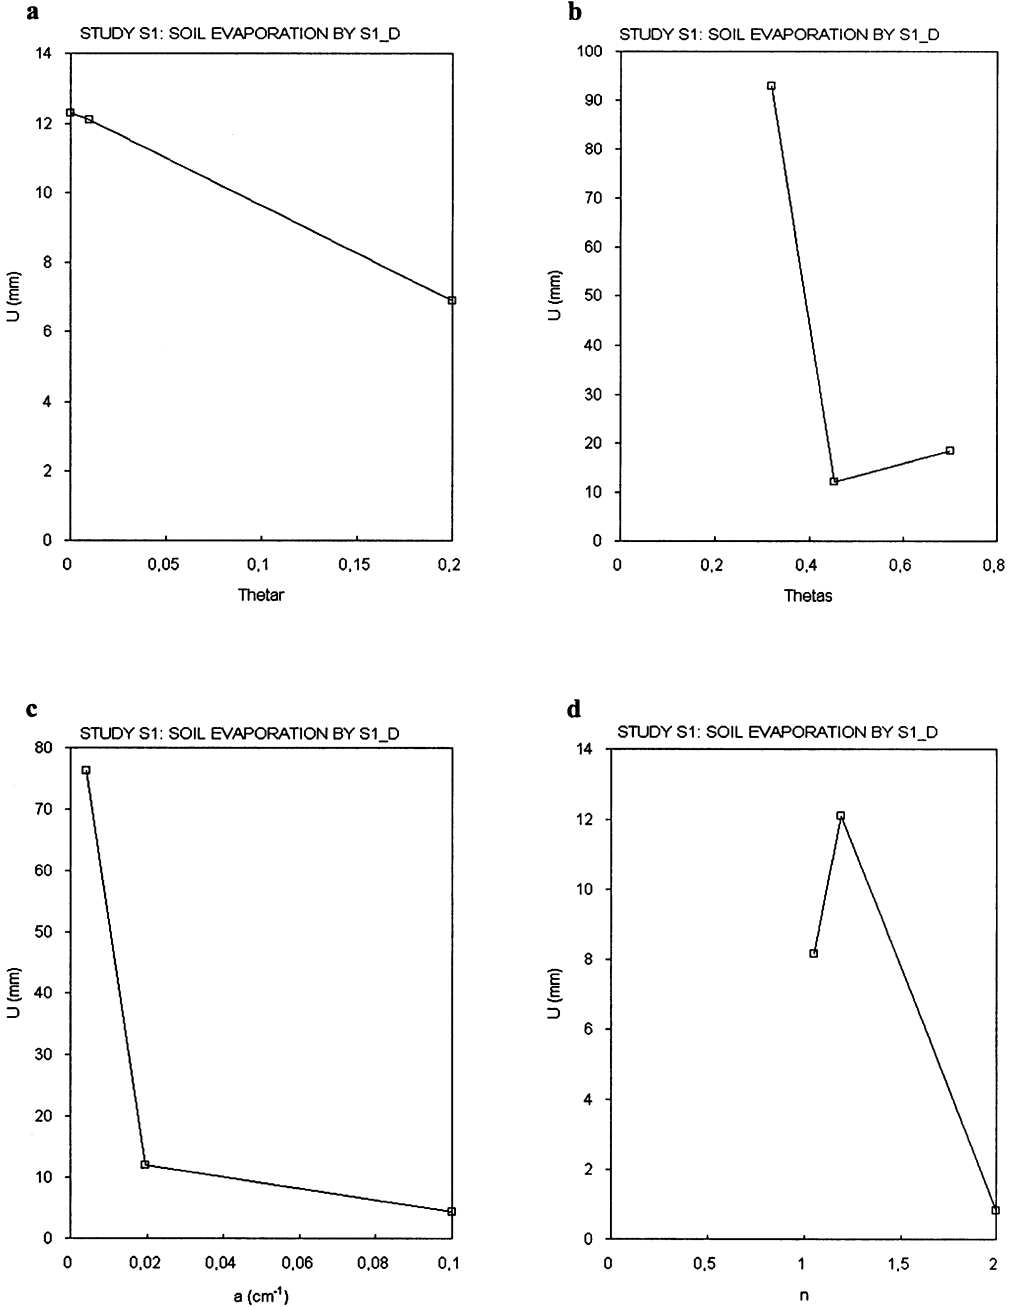 a
STUDY S1: SOIL EVAPORATION BY S1_D
14
12
10
8
6
4
2
0
U (mm)
0 0,05 0,1 0,15 0,2
Thetar
b
STUDY S1: SOIL EVAPORATION BY S1_D
100
90
80
70
60
50
40
30
20
10
0
U (mm)
0 0,2 0,4 0,6 0,8
Thetas
c
STUDY S1: SOIL EVAPORATION BY S1_D
80
70
60
50
40
30
20
10
0
U (mm)
0 0,02 0,04 0,06 0,08 0,1
a (cm⁻¹)
d
STUDY S1: SOIL EVAPORATION BY S1_D
14
12
10
8
6
4
2
0
U (mm)
0 0,5 1 1,5 2
n